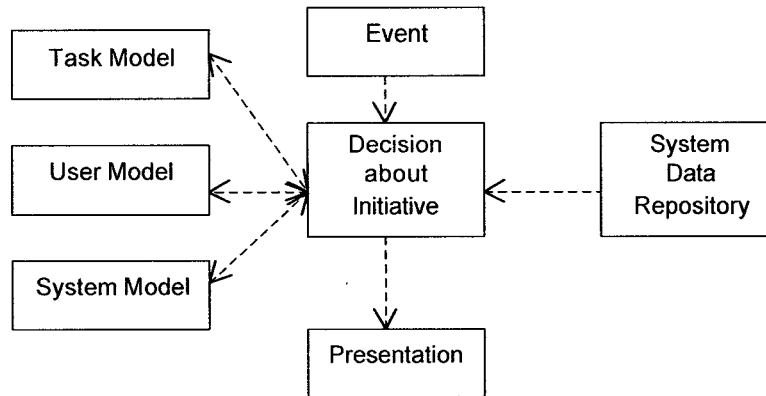 Task Model
Event
User Model
Decision
about
Initiative
System
Data
Repository
System Model
Presentation